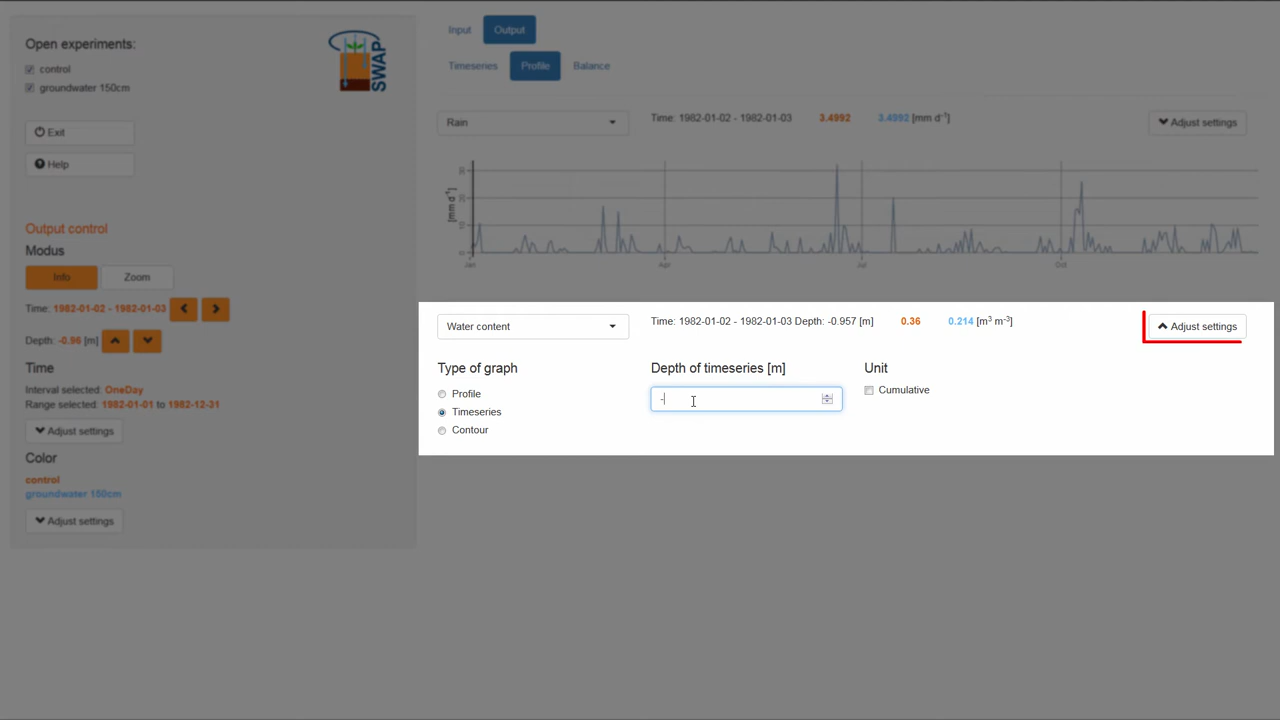 Open experiments:
control
groundwater 150cm
SWAP
Exit
Help
Output control
Modus
Info Zoom
Time: 1982-01-02 - 1982-01-03
Depth: -0.96 [m]
Time
Interval selected: OneDay
Range selected: 1982-01-01 to 1982-12-31
Adjust settings
Color
control
groundwater 150cm
Adjust settings
Input Output
Timeseries Profile Balance
Rain Time: 1982-01-02 - 1982-01-03 3.4992 3.4992 [mm d⁻¹] Adjust settings
[mm d⁻¹]
30
20
10
0
Jan Apr Jul Oct
Water content Time: 1982-01-02 - 1982-01-03 Depth: -0.957 [m] 0.36 0.214 [m³ m⁻³] Adjust settings
Type of graph Depth of timeseries [m] Unit
Profile
Timeseries
Contour
-
Cumulative